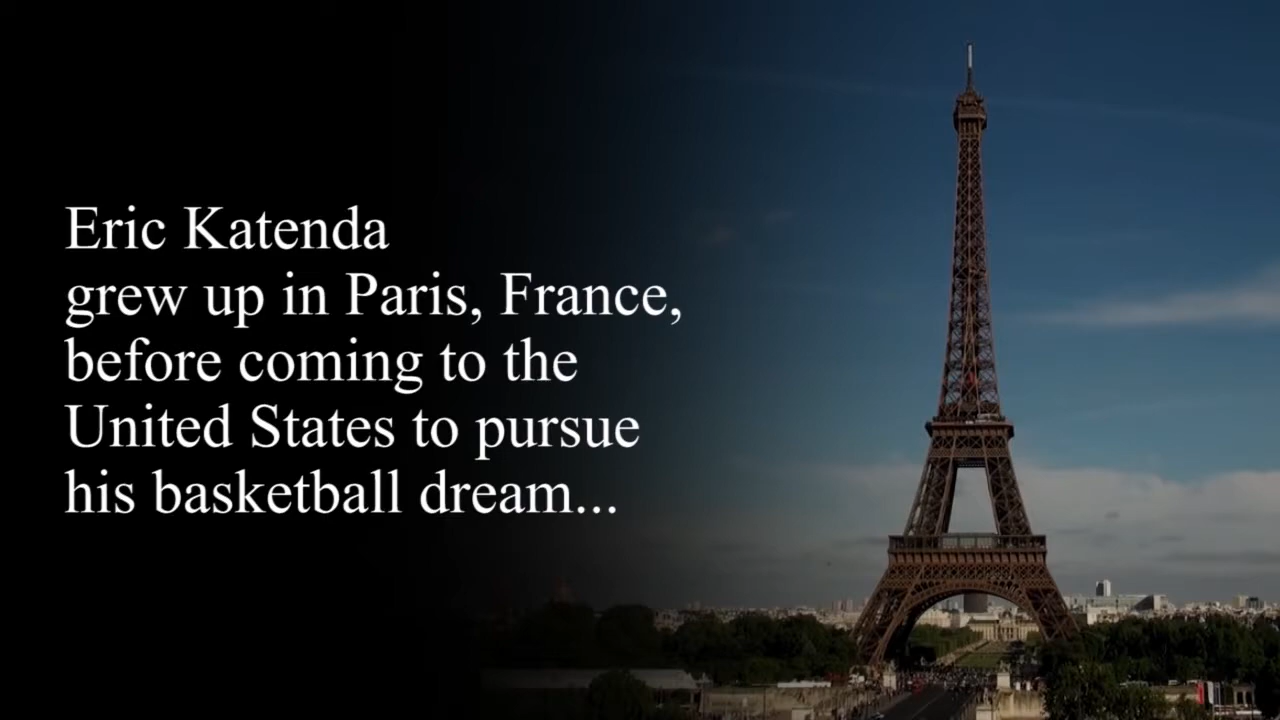 Eric Katenda
grew up in Paris, France,
before coming to the
United States to pursue
his basketball dream...